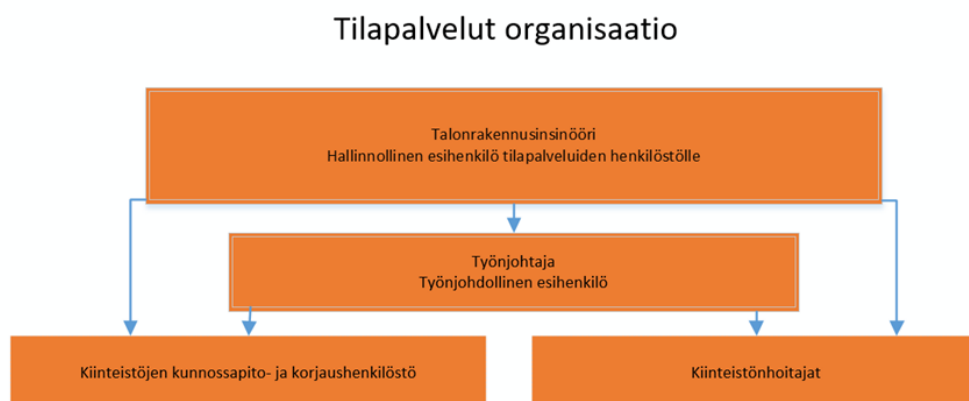 Tilapalvelut organisaatio
Talonrakennusinsinööri
Hallinnollinen esihenkilö tilapalveluiden henkilöstölle
Työnjohtaja
Työnjohdollinen esihenkilö
Kiinteistöjen kunnossapito- ja korjaushenkilöstö
Kiinteistönhoitajat